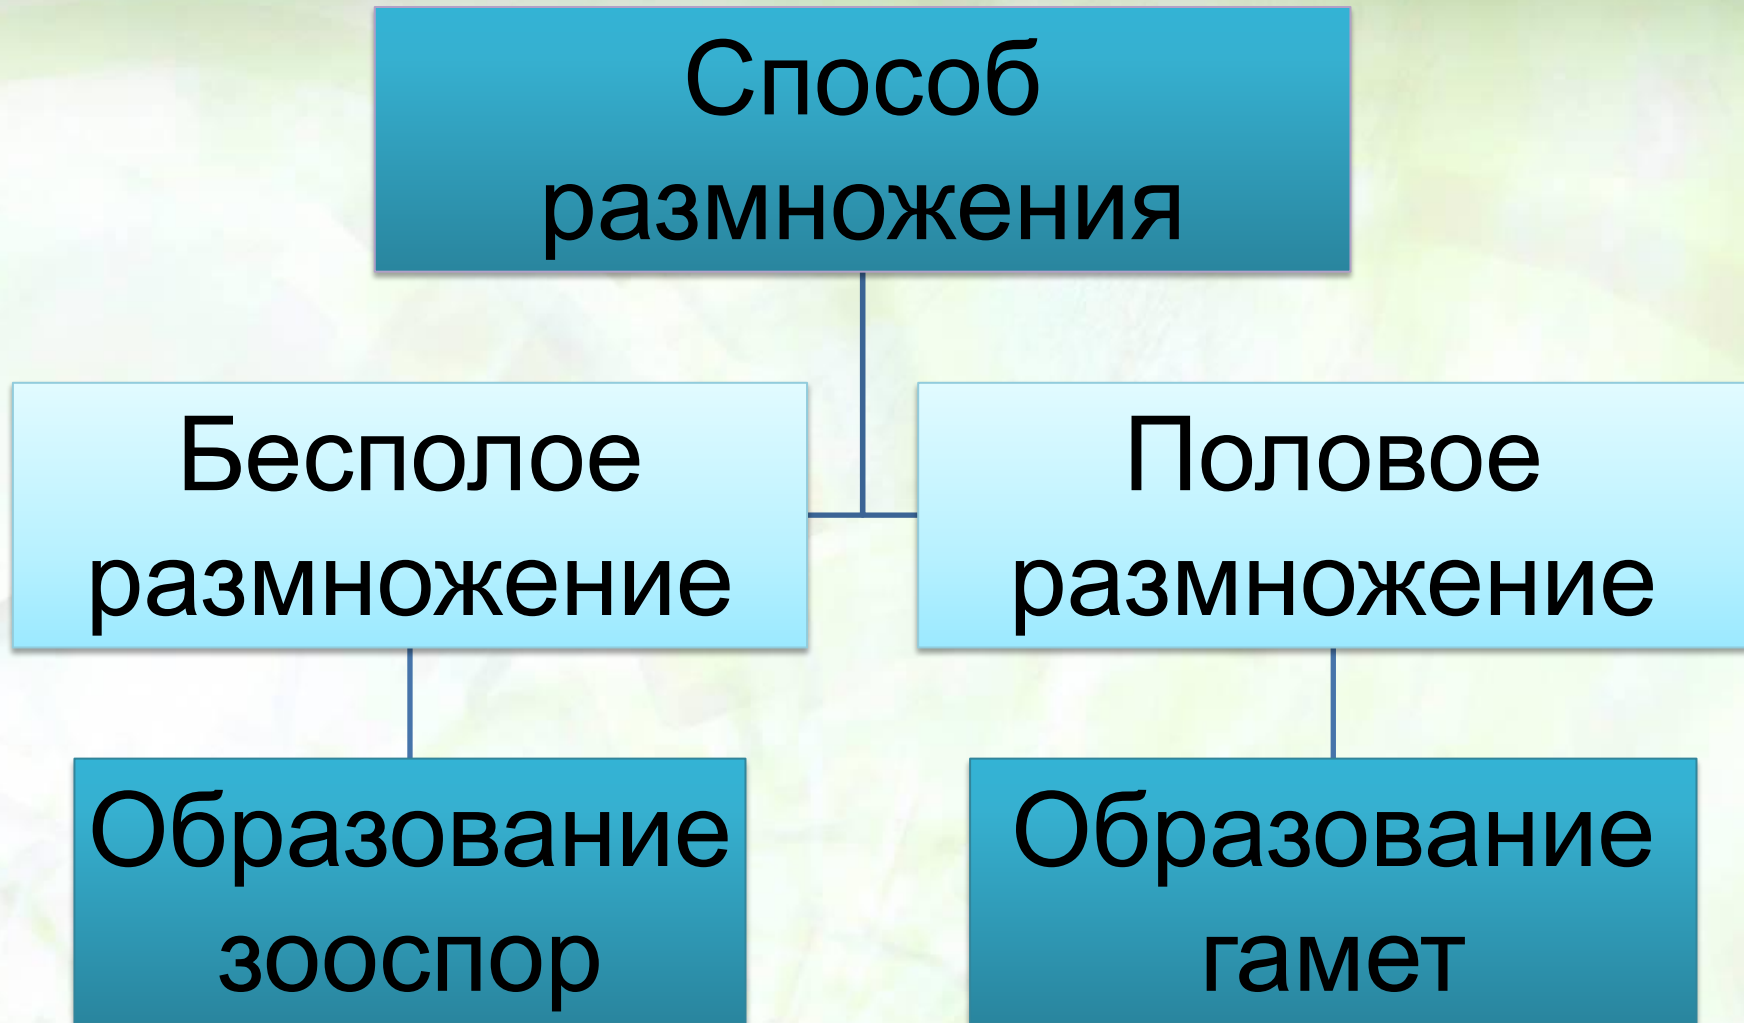 Способ
размножения
Бесполое
размножение
Половое
размножение
Образование
зооспор
Образование
гамет